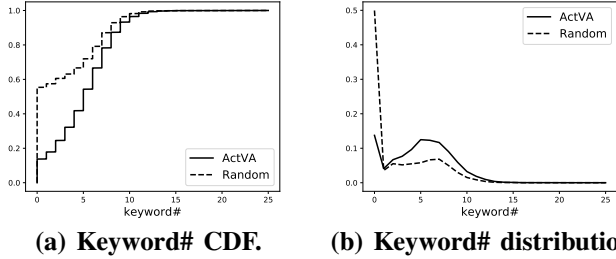 1.0
0.8
0.6
0.4
0.2
0.0
ActVA
Random
0 5 10 15 20 25
keyword#
(a) Keyword# CDF.
0.5
0.4
0.3
0.2
0.1
0.0
ActVA
Random
0 5 10 15 20 25
keyword#
(b) Keyword# distributio